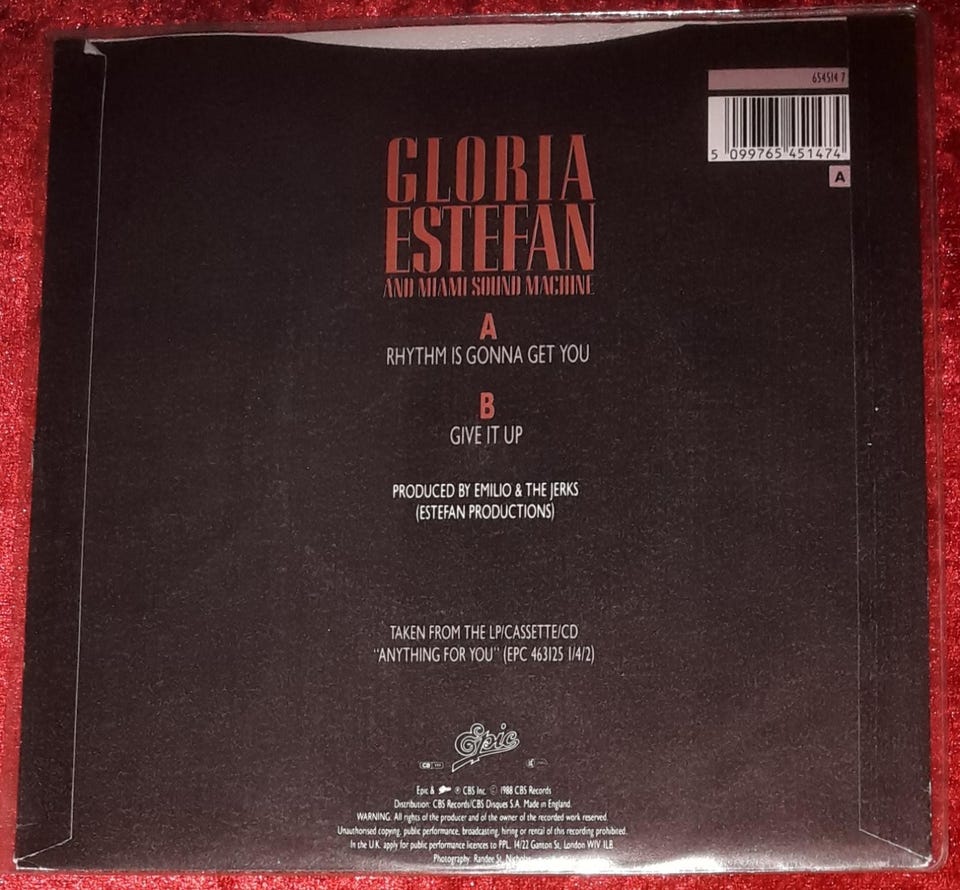 654514 7
5 099765 451474
A
GLORIA
ESTEFAN
AND MIAMI SOUND MACHINE
A
RHYTHM IS GONNA GET YOU
B
GIVE IT UP
PRODUCED BY EMILIO & THE JERKS
(ESTEFAN PRODUCTIONS)
TAKEN FROM THE LP/CASSETTE/CD
"ANYTHING FOR YOU" (EPC 463125 1/4/2)
Epic
CBS
Epic & ® CBS Inc. © 1988 CBS Records
Distribution: CBS Records/CBS Disques S.A. Made in England.
WARNING. All rights of the producer and of the owner of the recorded work reserved.
Unauthorised copying, public performance, broadcasting, hiring or rental of this recording prohibited.
In the U.K. apply for public performance licences to PPL. 14/22 Ganton St, London W1V 1LB.
Photography: Randee St. Nicholas